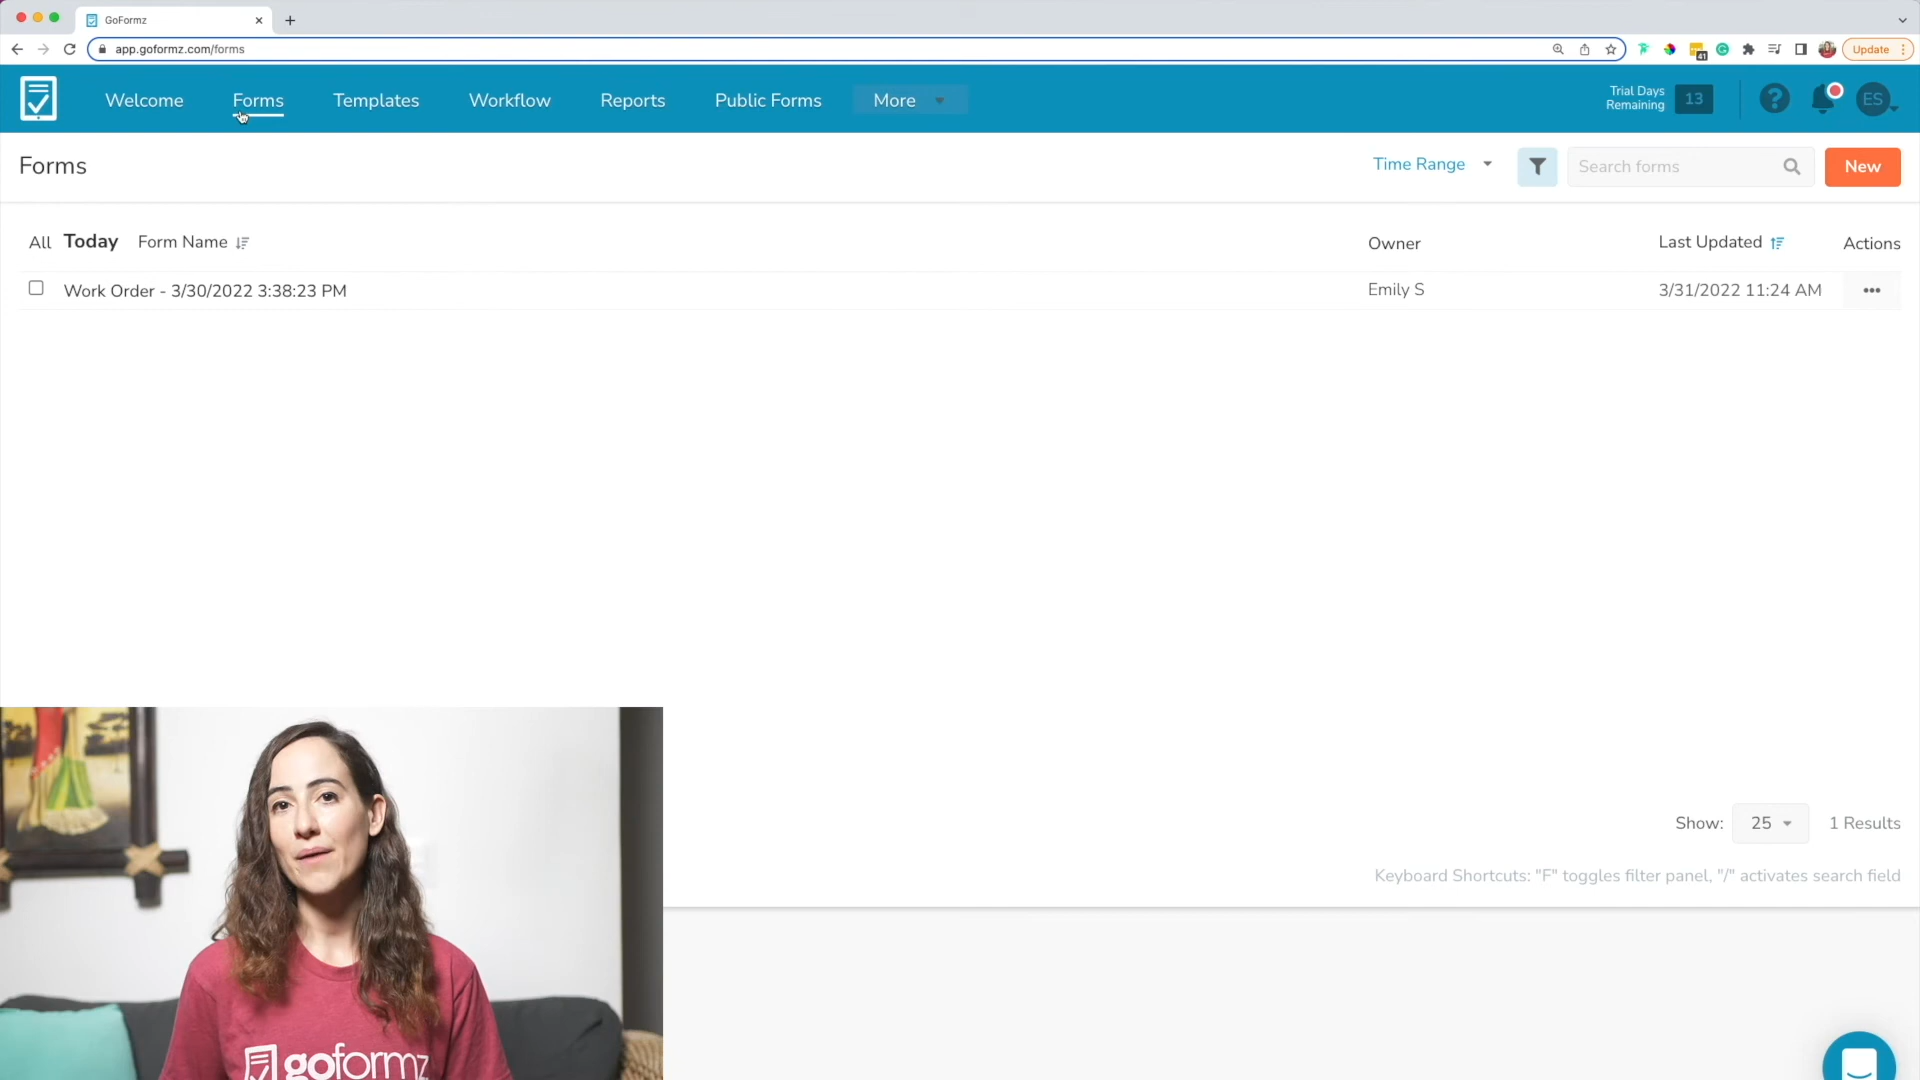 GoFormz
app.goformz.com/forms
41
Update
Welcome
Forms
Templates
Workflow
Reports
Public Forms
More
Trial Days
Remaining
13
?
ES
Forms
Time Range
Search forms
New
All Today Form Name
Owner
Last Updated
Actions
Work Order - 3/30/2022 3:38:23 PM
Emily S
3/31/2022 11:24 AM
Show: 25
1 Results
Keyboard Shortcuts: "F" toggles filter panel, "/" activates search field
goformz